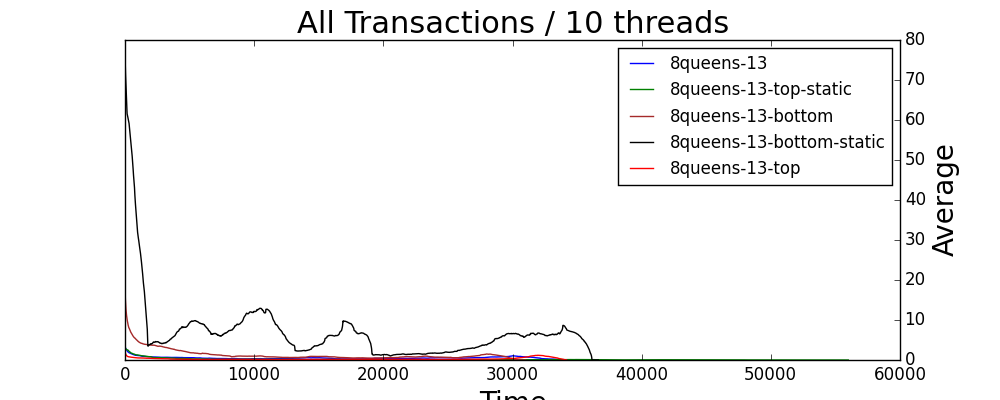 All Transactions / 10 threads
80
70
60
50
40
30
20
10
0
Average
8queens-13
8queens-13-top-static
8queens-13-bottom
8queens-13-bottom-static
8queens-13-top
0 10000 20000 30000 40000 50000 60000
Time